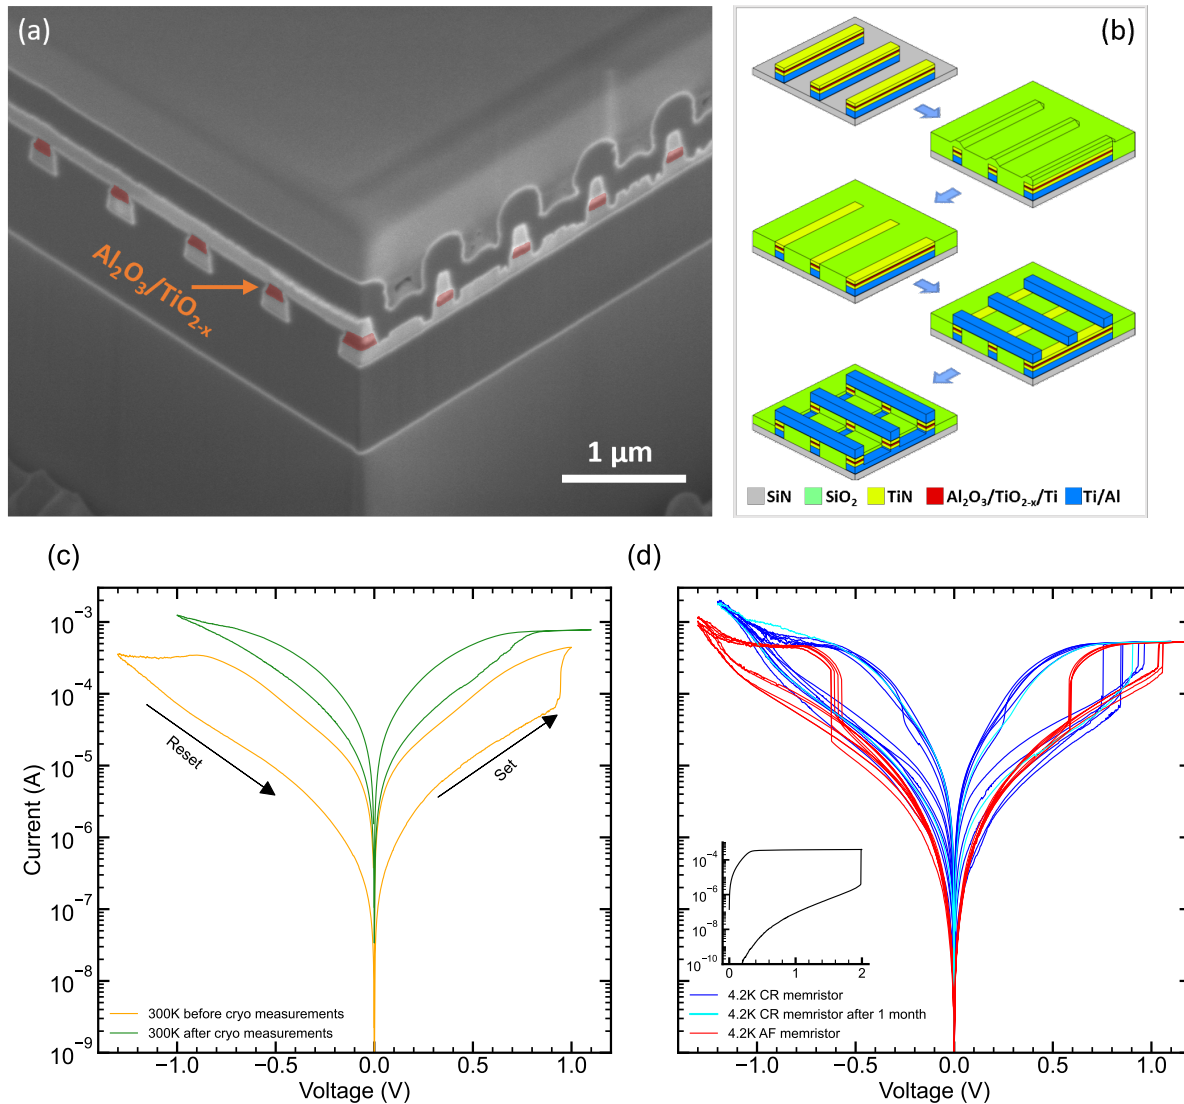 (a)
Al₂O₃/TiO₂₋ₓ
1 µm
(b)
SiN
SiO₂
TiN
Al₂O₃/TiO₂₋ₓ/Ti
Ti/Al
(c)
Current (A)
10⁻³
10⁻⁴
10⁻⁵
10⁻⁶
10⁻⁷
10⁻⁸
10⁻⁹
Reset
Set
300K before cryo measurements
300K after cryo measurements
−1.0 −0.5 0.0 0.5 1.0
Voltage (V)
(d)
10⁻⁴
10⁻⁶
10⁻⁸
10⁻¹⁰
0 1 2
4.2K CR memristor
4.2K CR memristor after 1 month
4.2K AF memristor
−1.0 −0.5 0.0 0.5 1.0
Voltage (V)